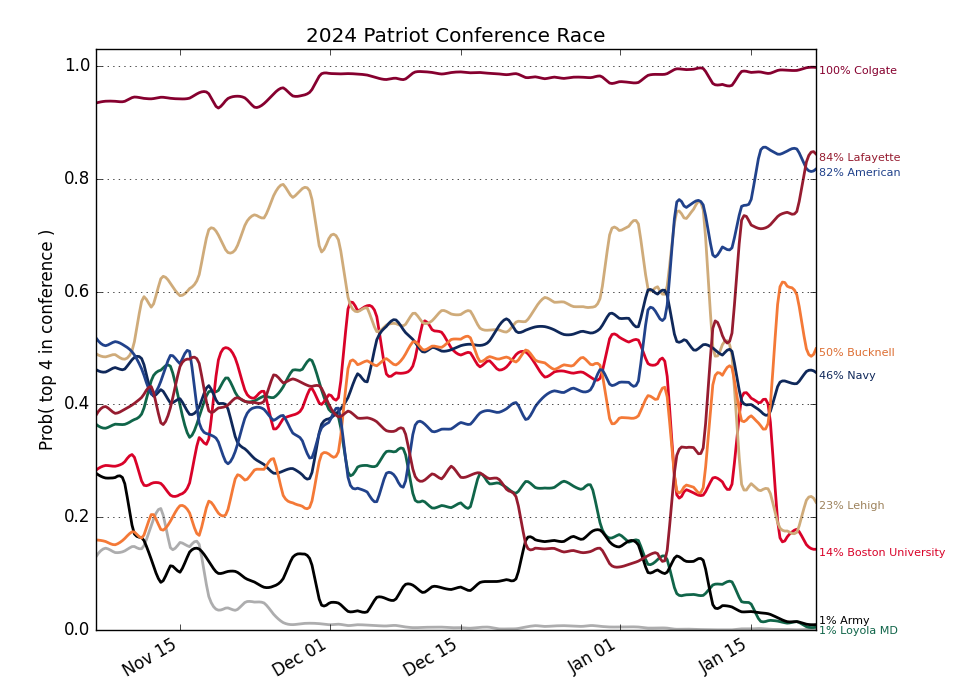 2024 Patriot Conference Race
Prob( top 4 in conference )
1.0
0.8
0.6
0.4
0.2
0.0
Nov 15
Dec 01
Dec 15
Jan 01
Jan 15
100% Colgate
84% Lafayette
82% American
50% Bucknell
46% Navy
23% Lehigh
14% Boston University
1% Army
1% Loyola MD